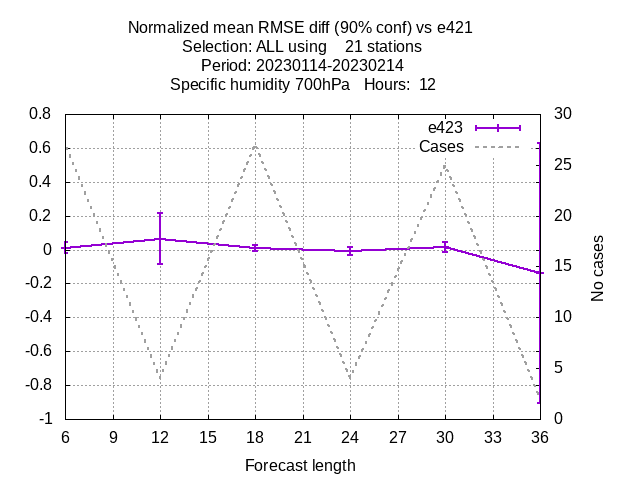 Normalized mean RMSE diff (90% conf) vs e421
Selection: ALL using    21 stations
Period: 20230114-20230214
Specific humidity 700hPa   Hours:  12
0.8
0.6
0.4
0.2
0
-0.2
-0.4
-0.6
-0.8
-1
30
25
20
15
10
5
0
e423
Cases
No cases
6 9 12 15 18 21 24 27 30 33 36
Forecast length